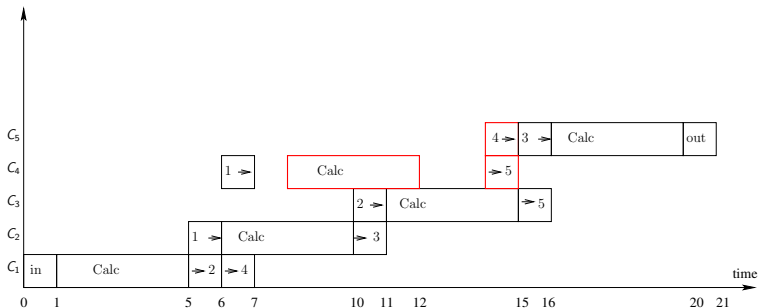 C5 4 → 3 → Calc out
C4 1 → Calc → 5
C3 2 → Calc → 5
C2 1 → Calc → 3
C1 in Calc → 2 → 4
time
0 1 5 6 7 10 11 12 15 16 20 21